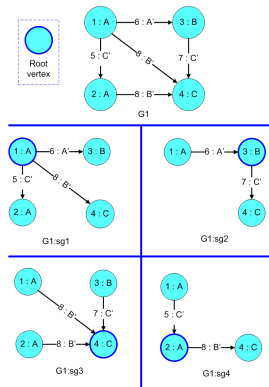 1 : A
6 : A'
3 : B
Root
vertex
5 : C'
8 : B'
7 : C'
2 : A
8 : B'
4 : C
G1
1 : A
6 : A'
3 : B
5 : C'
8 : B'
2 : A
4 : C
G1:sg1
1 : A
6 : A'
3 : B
7 : C'
4 : C
G1:sg2
1 : A
3 : B
8 : B'
7 : C'
2 : A
8 : B'
4 : C
G1:sg3
1 : A
5 : C'
2 : A
8 : B'
4 : C
G1:sg4